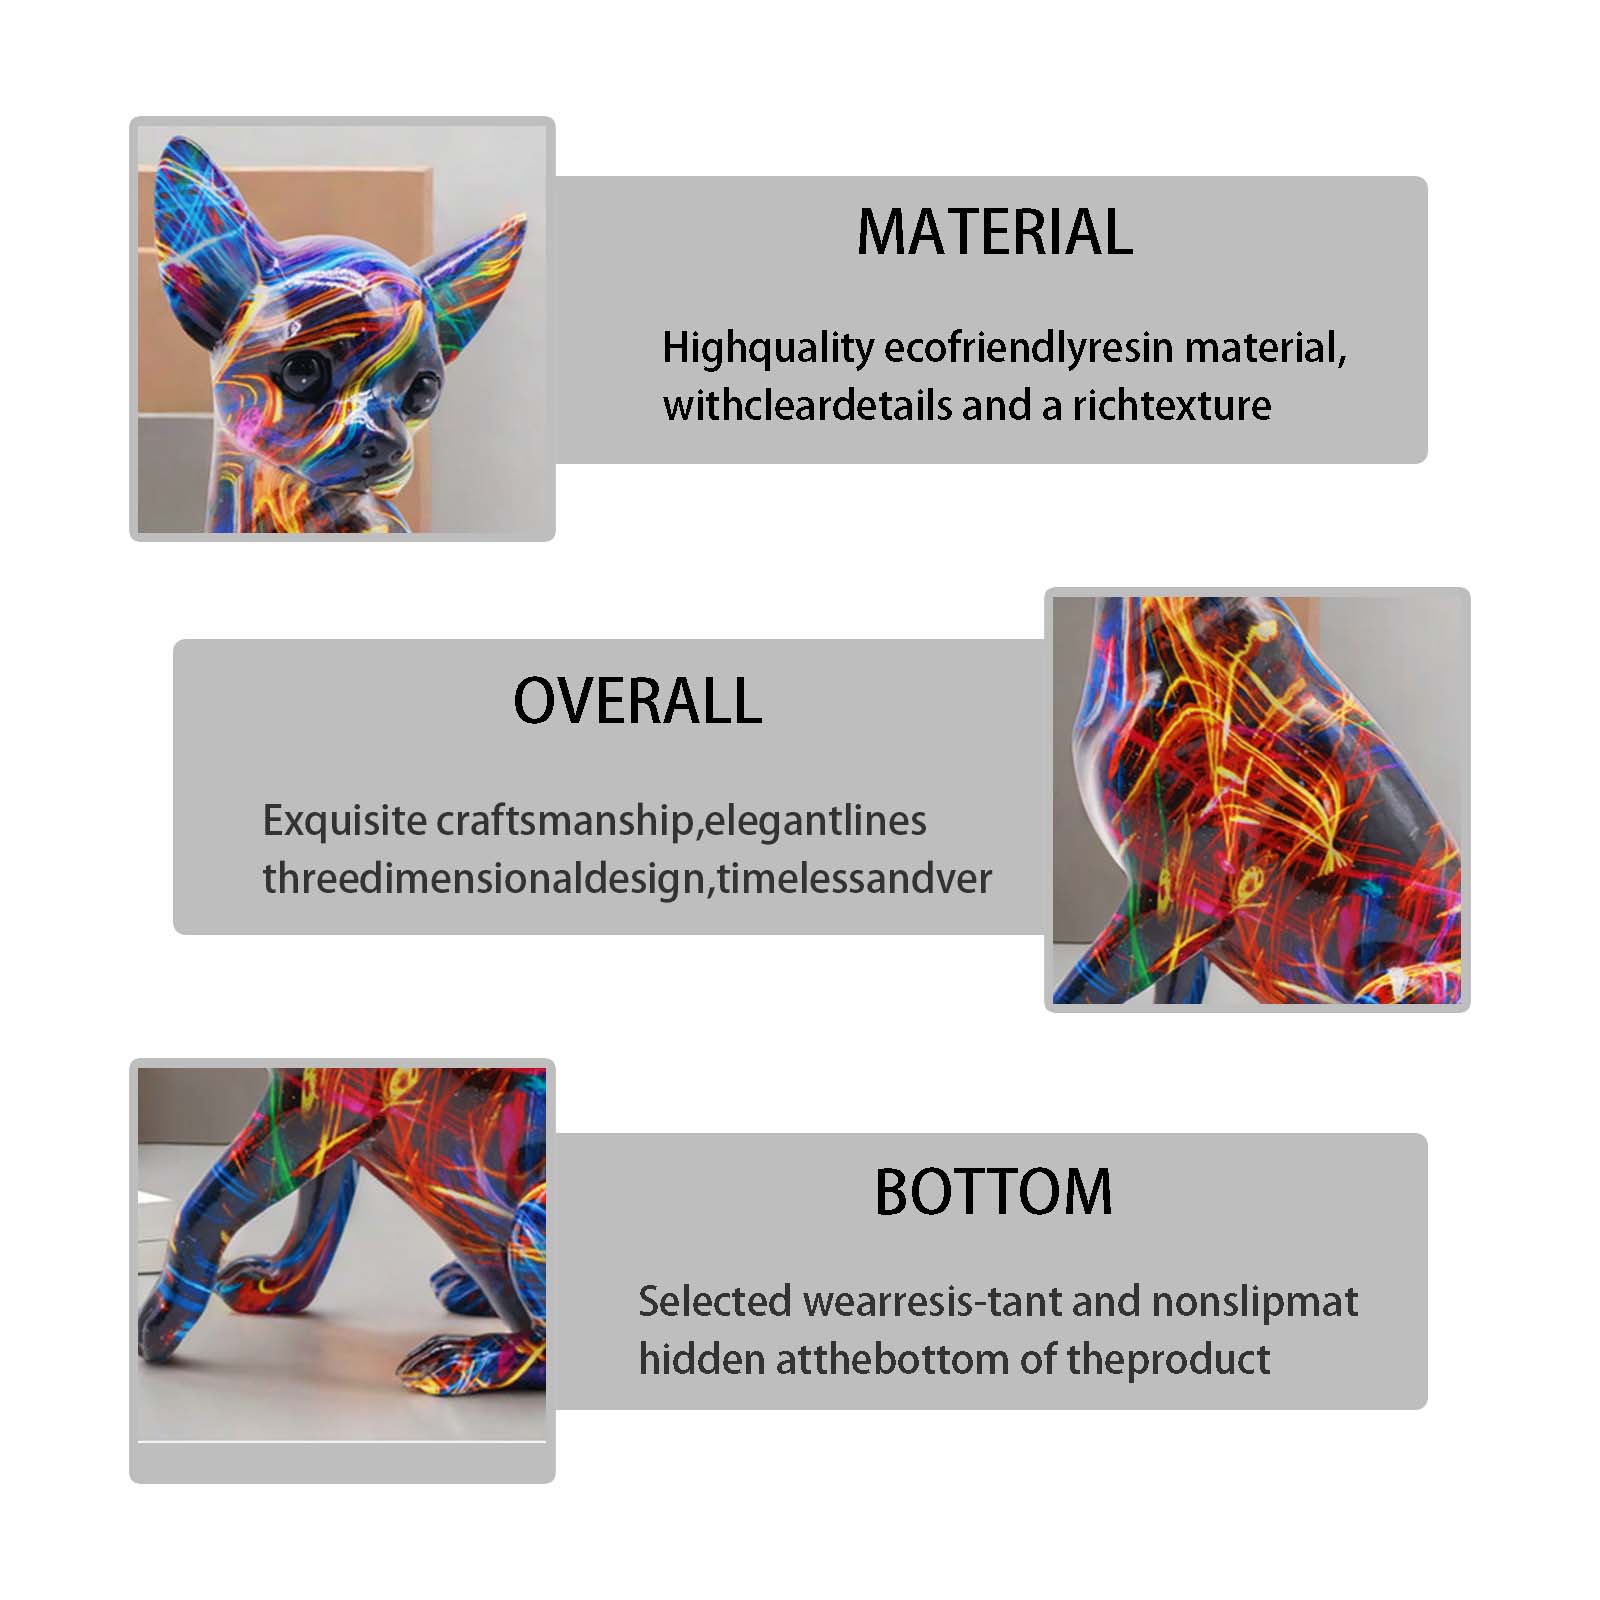 MATERIAL
Highquality ecofriendlyresin material,
withcleardetails and a richtexture
OVERALL
Exquisite craftsmanship,elegantlines
threedimensionaldesign,timelessandver
BOTTOM
Selected wearresis-tant and nonslipmat
hidden atthebottom of theproduct